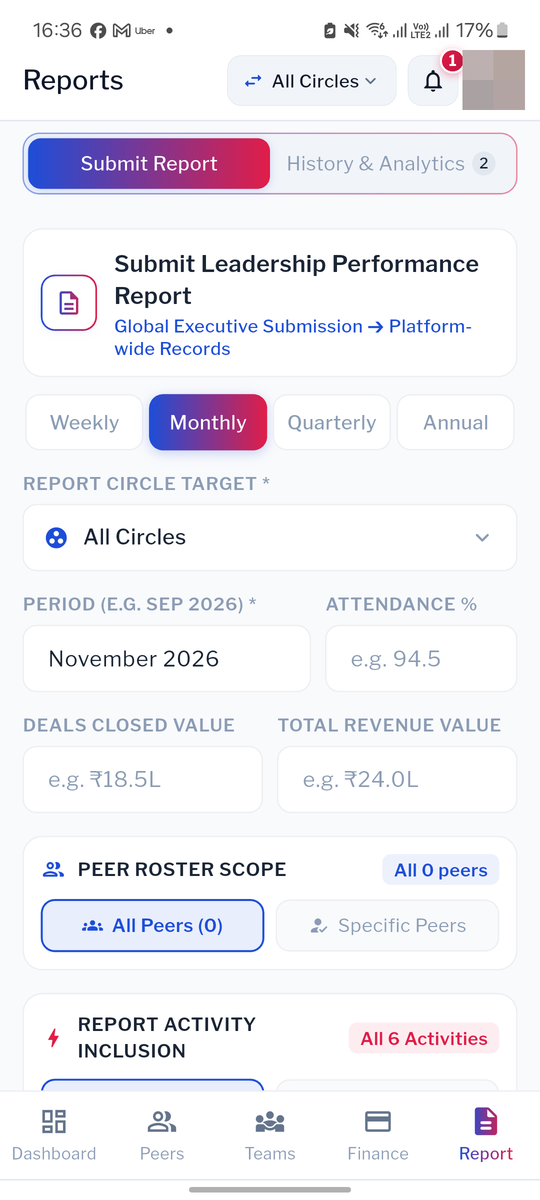 16:36 Uber Vo)) LTE2 17%
Reports All Circles 1
Submit Report History & Analytics 2
Submit Leadership Performance
Report
Global Executive Submission → Platform-
wide Records
Weekly Monthly Quarterly Annual
REPORT CIRCLE TARGET *
All Circles
PERIOD (E.G. SEP 2026) * ATTENDANCE %
November 2026 e.g. 94.5
DEALS CLOSED VALUE TOTAL REVENUE VALUE
e.g. ₹18.5L e.g. ₹24.0L
PEER ROSTER SCOPE All 0 peers
All Peers (0) Specific Peers
REPORT ACTIVITY
INCLUSION All 6 Activities
Dashboard Peers Teams Finance Report